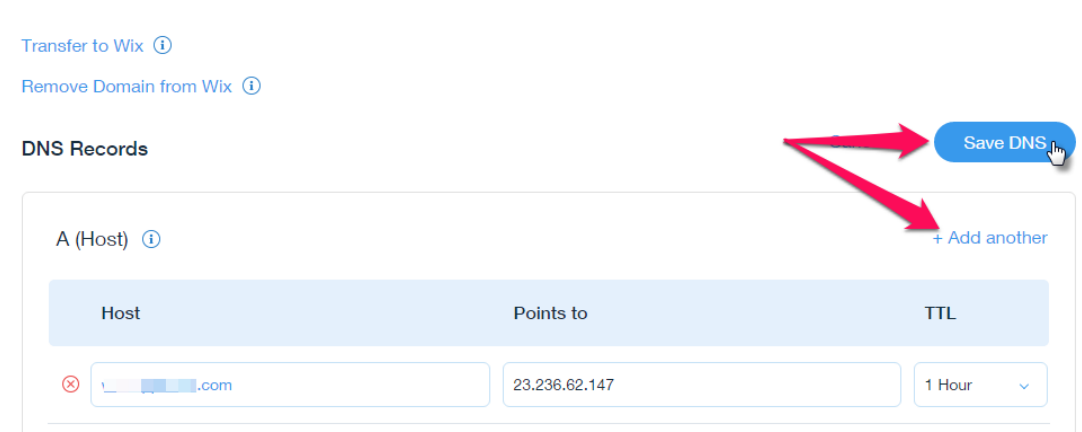 Transfer to Wix
Remove Domain from Wix
DNS Records
Save DNS
A (Host)
+ Add another
Host Points to TTL
.com 23.236.62.147 1 Hour